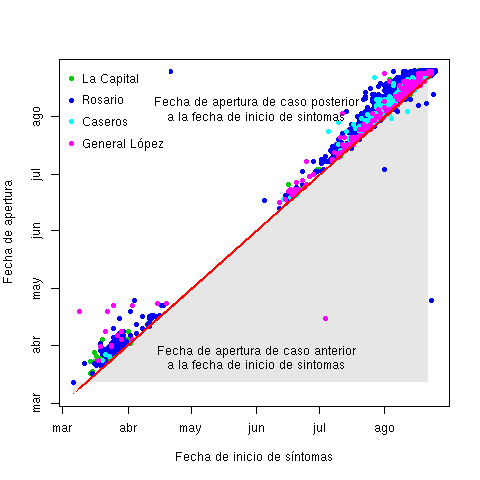 La Capital
Rosario
Caseros
General López
Fecha de apertura de caso posterior
a la fecha de inicio de sintomas
Fecha de apertura de caso anterior
a la fecha de inicio de sintomas
Fecha de apertura
mar
abr
may
jun
jul
ago
mar
abr
may
jun
jul
ago
Fecha de inicio de síntomas